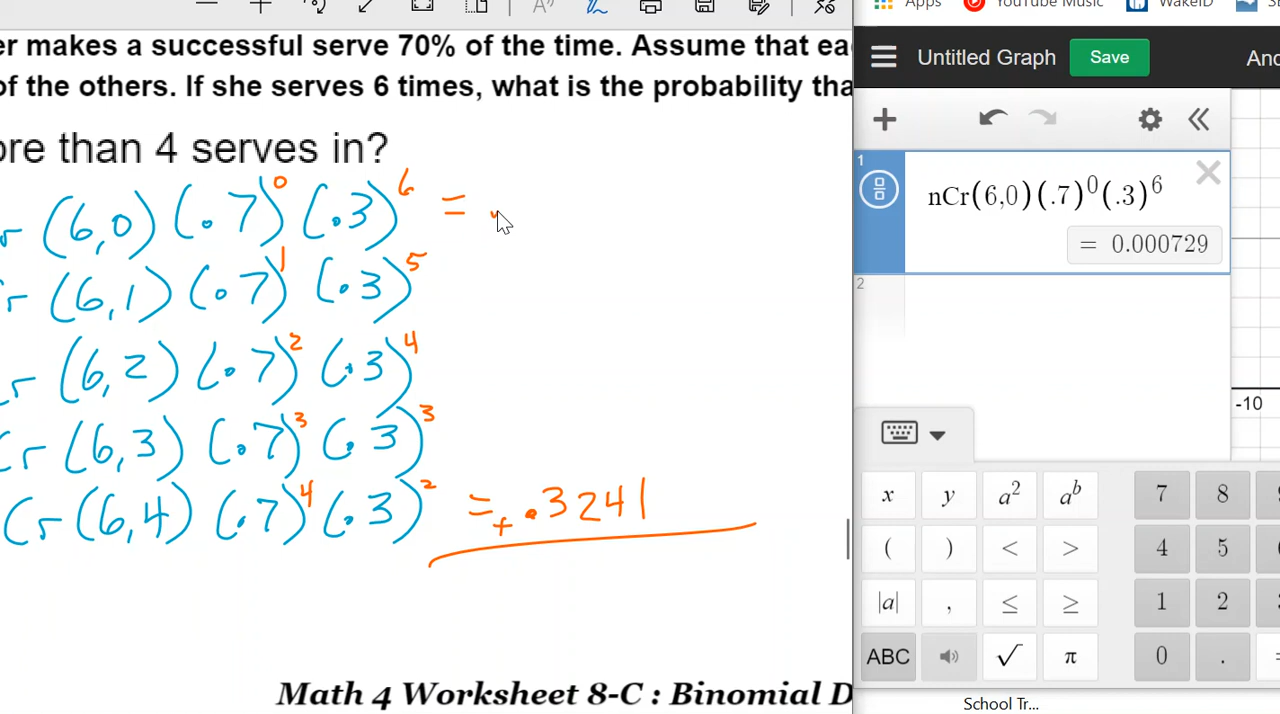 Apps YouTube Music WakeID
er makes a successful serve 70% of the time. Assume that ea
of the others. If she serves 6 times, what is the probability tha
ore than 4 serves in?
r (6,0) (.7)^0 (.3)^6 =
r (6,1) (.7)^1 (.3)^5
r (6,2) (.7)^2 (.3)^4
Cr (6,3) (.7)^3 (.3)^3
Cr (6,4) (.7)^4 (.3)^2 = + .3241
Math 4 Worksheet 8-C : Binomial D
Untitled Graph Save
1
nCr(6,0)(.7)^0(.3)^6
= 0.000729
2
-10
x y a^2 a^b 7 8
( ) < > 4 5
|a| , ≤ ≥ 1 2
ABC √ π 0 .
School Tr...